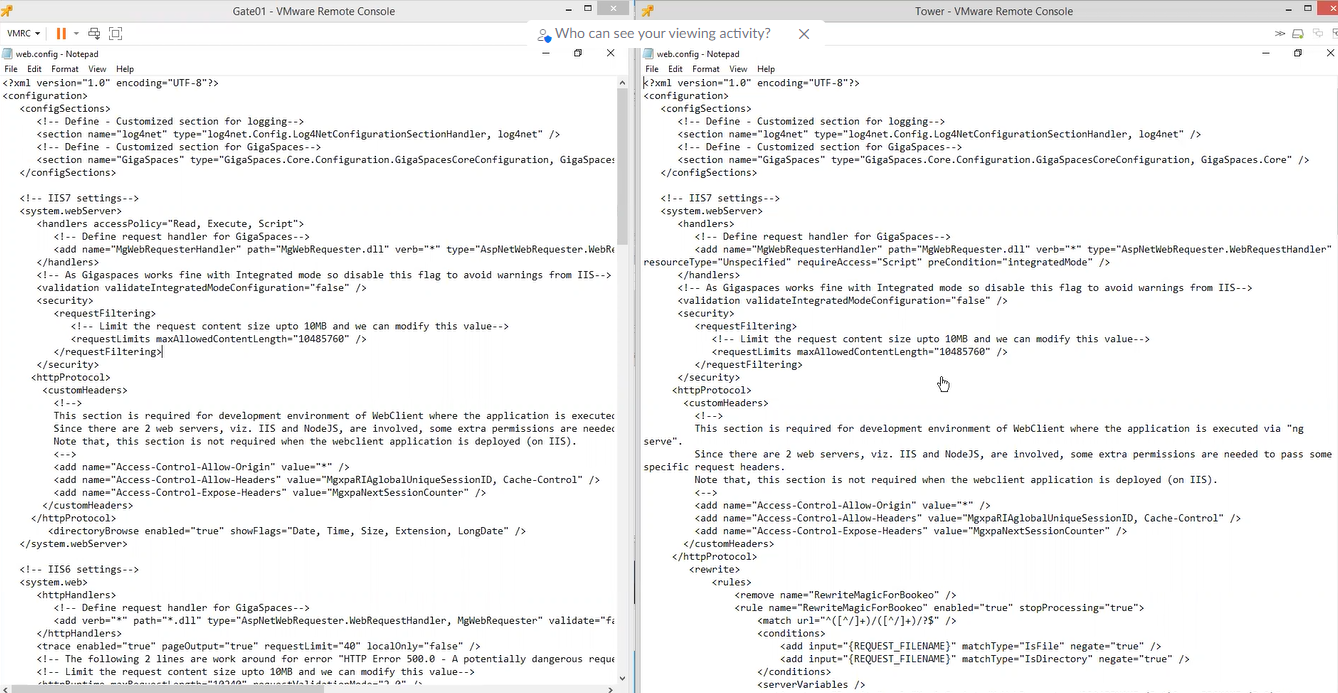 Gate01 - VMware Remote Console
VMRC
web.config - Notepad
File Edit Format View Help
<?xml version="1.0" encoding="UTF-8"?>
<configuration>
<configSections>
<!-- Define - Customized section for logging-->
<section name="log4net" type="log4net.Config.Log4NetConfigurationSectionHandler, log4net" />
<!-- Define - Customized section for GigaSpaces-->
<section name="GigaSpaces" type="GigaSpaces.Core.Configuration.GigaSpacesCoreConfiguration, GigaSpaces
</configSections>
<!-- IIS7 settings-->
<system.webServer>
<handlers accessPolicy="Read, Execute, Script">
<!-- Define request handler for GigaSpaces-->
<add name="MgWebRequesterHandler" path="MgWebRequester.dll" verb="*" type="AspNetWebRequester.WebRe
</handlers>
<!-- As Gigaspaces works fine with Integrated mode so disable this flag to avoid warnings from IIS-->
<validation validateIntegratedModeConfiguration="false" />
<security>
<requestFiltering>
<!-- Limit the request content size upto 10MB and we can modify this value-->
<requestLimits maxAllowedContentLength="10485760" />
</requestFiltering>
</security>
<httpProtocol>
<customHeaders>
<!-->
This section is required for development environment of WebClient where the application is executed
Since there are 2 web servers, viz. IIS and NodeJS, are involved, some extra permissions are needed
Note that, this section is not required when the webclient application is deployed (on IIS).
<-->
<add name="Access-Control-Allow-Origin" value="*" />
<add name="Access-Control-Allow-Headers" value="MgxpaRIAglobalUniqueSessionID, Cache-Control" />
<add name="Access-Control-Expose-Headers" value="MgxpaNextSessionCounter" />
</customHeaders>
</httpProtocol>
<directoryBrowse enabled="true" showFlags="Date, Time, Size, Extension, LongDate" />
</system.webServer>
<!-- IIS6 settings-->
<system.web>
<httpHandlers>
<!-- Define request handler for GigaSpaces-->
<add verb="*" path="*.dll" type="AspNetWebRequester.WebRequestHandler, MgWebRequester" validate="fa
</httpHandlers>
<trace enabled="true" pageOutput="true" requestLimit="40" localOnly="false" />
<!-- The following 2 lines are work around for error "HTTP Error 500.0 - A potentially dangerous reque
<!-- Limit the request content size upto 10MB and we can modify this value-->
<httpRuntime maxRequestLength="10240" requestValidationMode="2.0" />
Who can see your viewing activity?
Tower - VMware Remote Console
web.config - Notepad
File Edit Format View Help
<?xml version="1.0" encoding="UTF-8"?>
<configuration>
<configSections>
<!-- Define - Customized section for logging-->
<section name="log4net" type="log4net.Config.Log4NetConfigurationSectionHandler, log4net" />
<!-- Define - Customized section for GigaSpaces-->
<section name="GigaSpaces" type="GigaSpaces.Core.Configuration.GigaSpacesCoreConfiguration, GigaSpaces.Core" />
</configSections>
<!-- IIS7 settings-->
<system.webServer>
<handlers>
<!-- Define request handler for GigaSpaces-->
<add name="MgWebRequesterHandler" path="MgWebRequester.dll" verb="*" type="AspNetWebRequester.WebRequestHandler"
resourceType="Unspecified" requireAccess="Script" preCondition="integratedMode" />
</handlers>
<!-- As Gigaspaces works fine with Integrated mode so disable this flag to avoid warnings from IIS-->
<validation validateIntegratedModeConfiguration="false" />
<security>
<requestFiltering>
<!-- Limit the request content size upto 10MB and we can modify this value-->
<requestLimits maxAllowedContentLength="10485760" />
</requestFiltering>
</security>
<httpProtocol>
<customHeaders>
<!-->
This section is required for development environment of WebClient where the application is executed via "ng
serve".
Since there are 2 web servers, viz. IIS and NodeJS, are involved, some extra permissions are needed to pass some
specific request headers.
Note that, this section is not required when the webclient application is deployed (on IIS).
<-->
<add name="Access-Control-Allow-Origin" value="*" />
<add name="Access-Control-Allow-Headers" value="MgxpaRIAglobalUniqueSessionID, Cache-Control" />
<add name="Access-Control-Expose-Headers" value="MgxpaNextSessionCounter" />
</customHeaders>
</httpProtocol>
<rewrite>
<rules>
<remove name="RewriteMagicForBookeo" />
<rule name="RewriteMagicForBookeo" enabled="true" stopProcessing="true">
<match url="^([^/]+)/([^/]+)/?$" />
<conditions>
<add input="{REQUEST_FILENAME}" matchType="IsFile" negate="true" />
<add input="{REQUEST_FILENAME}" matchType="IsDirectory" negate="true" />
</conditions>
<serverVariables />